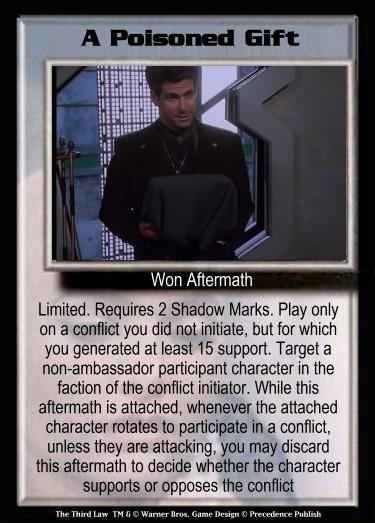 A Poisoned Gift
Won Aftermath
Limited. Requires 2 Shadow Marks. Play only
on a conflict you did not initiate, but for which
you generated at least 15 support. Target a
non-ambassador participant character in the
faction of the conflict initiator. While this
aftermath is attached, whenever the attached
character rotates to participate in a conflict,
unless they are attacking, you may discard
this aftermath to decide whether the character
supports or opposes the conflict
The Third Law TM & © Warner Bros. Game Design © Precedence Publish